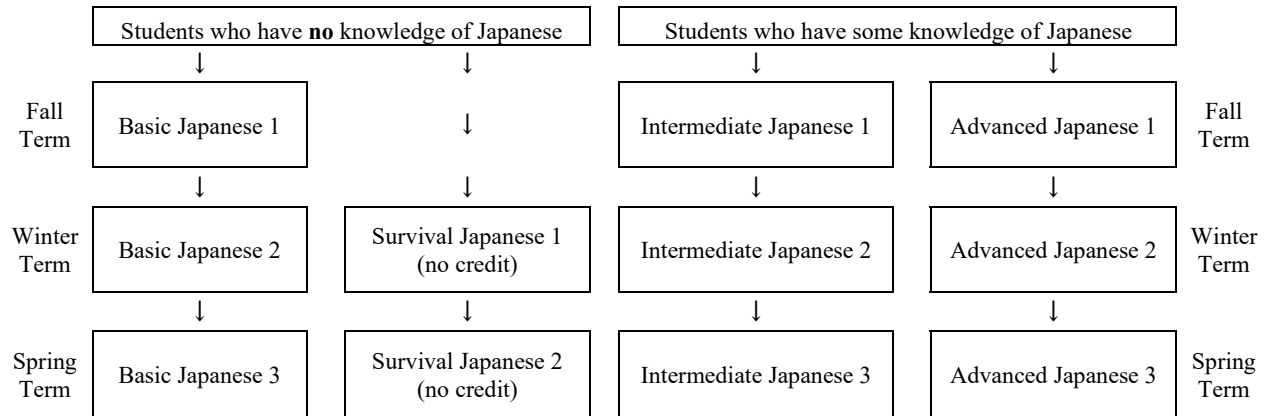 Students who have no knowledge of Japanese
Students who have some knowledge of Japanese
↓ ↓ ↓ ↓
Fall
Term
Basic Japanese 1
↓
Intermediate Japanese 1
Advanced Japanese 1
Fall
Term
↓ ↓ ↓ ↓
Winter
Term
Basic Japanese 2
Survival Japanese 1
(no credit)
Intermediate Japanese 2
Advanced Japanese 2
Winter
Term
↓ ↓ ↓ ↓
Spring
Term
Basic Japanese 3
Survival Japanese 2
(no credit)
Intermediate Japanese 3
Advanced Japanese 3
Spring
Term